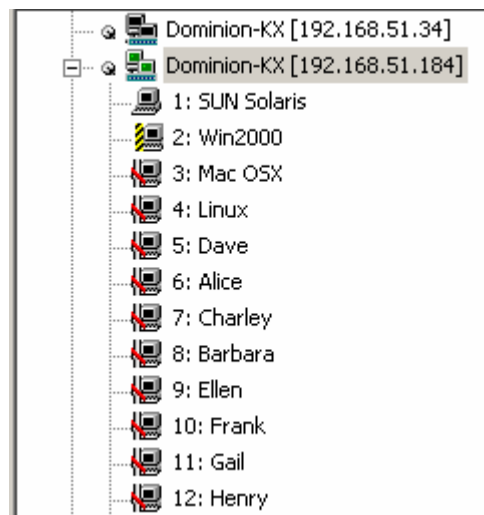 Dominion-KX [192.168.51.34]
Dominion-KX [192.168.51.184]
1: SUN Solaris
2: Win2000
3: Mac OSX
4: Linux
5: Dave
6: Alice
7: Charley
8: Barbara
9: Ellen
10: Frank
11: Gail
12: Henry